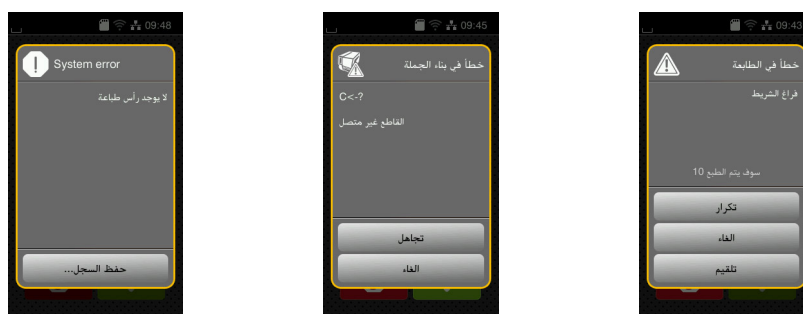 09:48
System error
لا يوجد رأس طباعة
حفظ السجل...
09:45
خطأ في بناء الجملة
C<-?
القاطع غير متصل
تجاهل
الغاء
09:43
خطأ في الطابعة
فراغ الشريط
سوف يتم الطبع 10
تكرار
الغاء
تلقيم